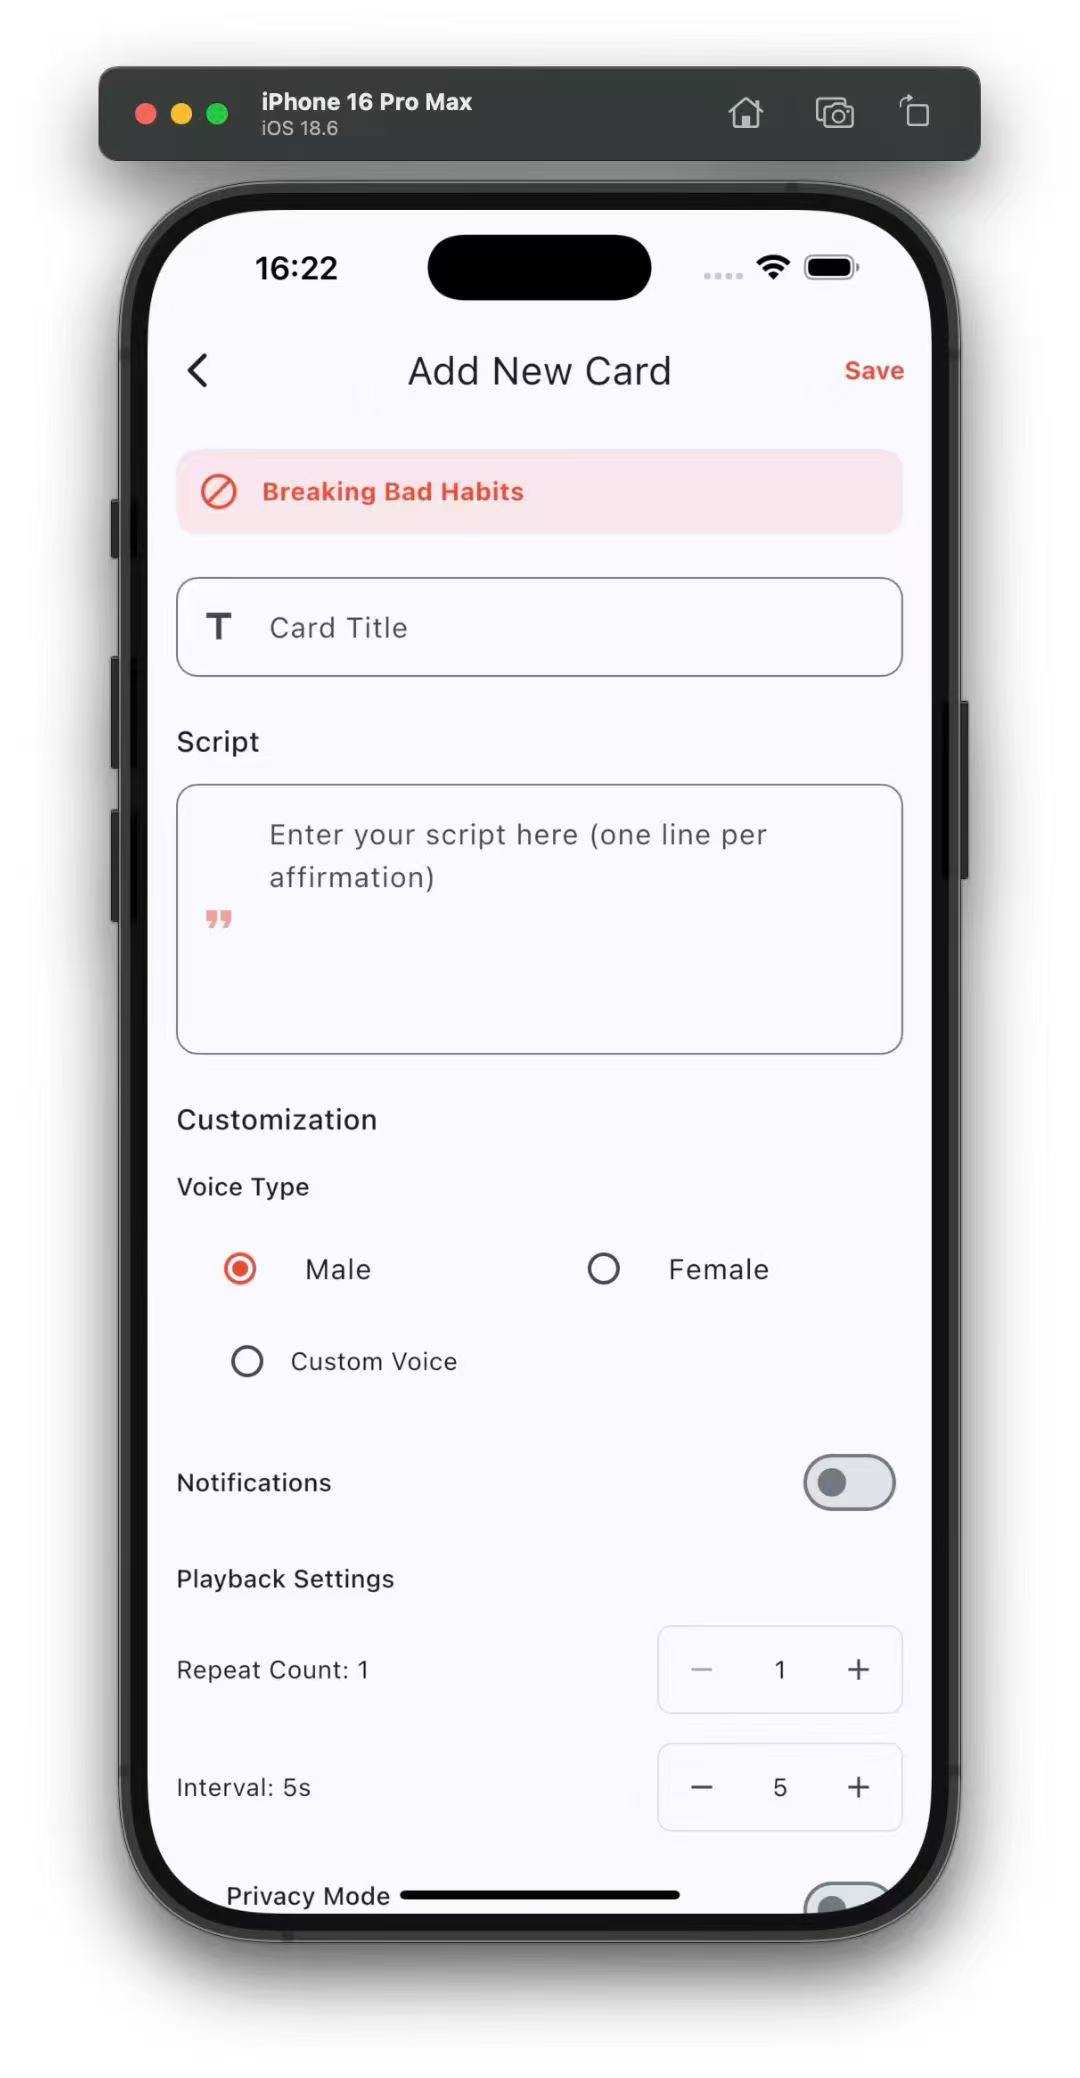 iPhone 16 Pro Max
iOS 18.6
16:22
Add New Card
Save
Breaking Bad Habits
T Card Title
Script
Enter your script here (one line per
affirmation)
Customization
Voice Type
Male
Female
Custom Voice
Notifications
Playback Settings
Repeat Count: 1
− 1 +
Interval: 5s
− 5 +
Privacy Mode